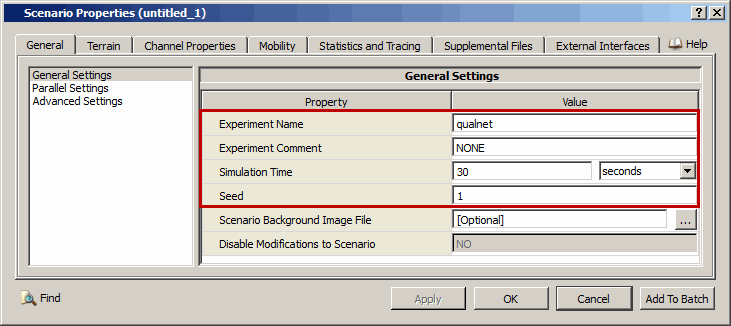 Scenario Properties (untitled_1)
General Terrain Channel Properties Mobility Statistics and Tracing Supplemental Files External Interfaces Help
General Settings
Parallel Settings
Advanced Settings
General Settings
Property Value
Experiment Name qualnet
Experiment Comment NONE
Simulation Time 30 seconds
Seed 1
Scenario Background Image File [Optional] ...
Disable Modifications to Scenario NO
Find Apply OK Cancel Add To Batch